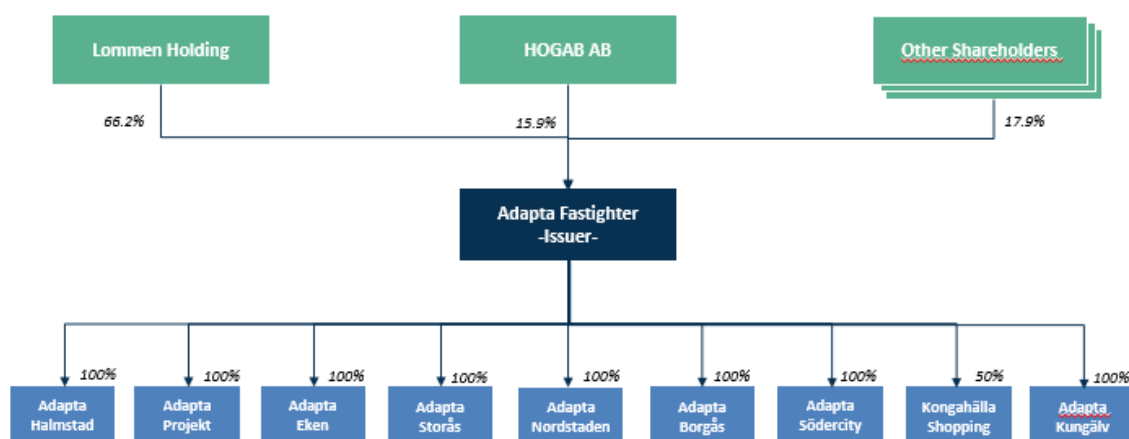 Lommen Holding
HOGAB AB
Other Shareholders
66.2%
15.9%
17.9%
Adapta Fastighter
-Issuer-
100%
100%
100%
100%
100%
100%
100%
50%
100%
Adapta
Halmstad
Adapta
Projekt
Adapta
Eken
Adapta
Storås
Adapta
Nordstaden
Adapta
Borgås
Adapta
Södercity
Kongahälla
Shopping
Adapta
Kungälv